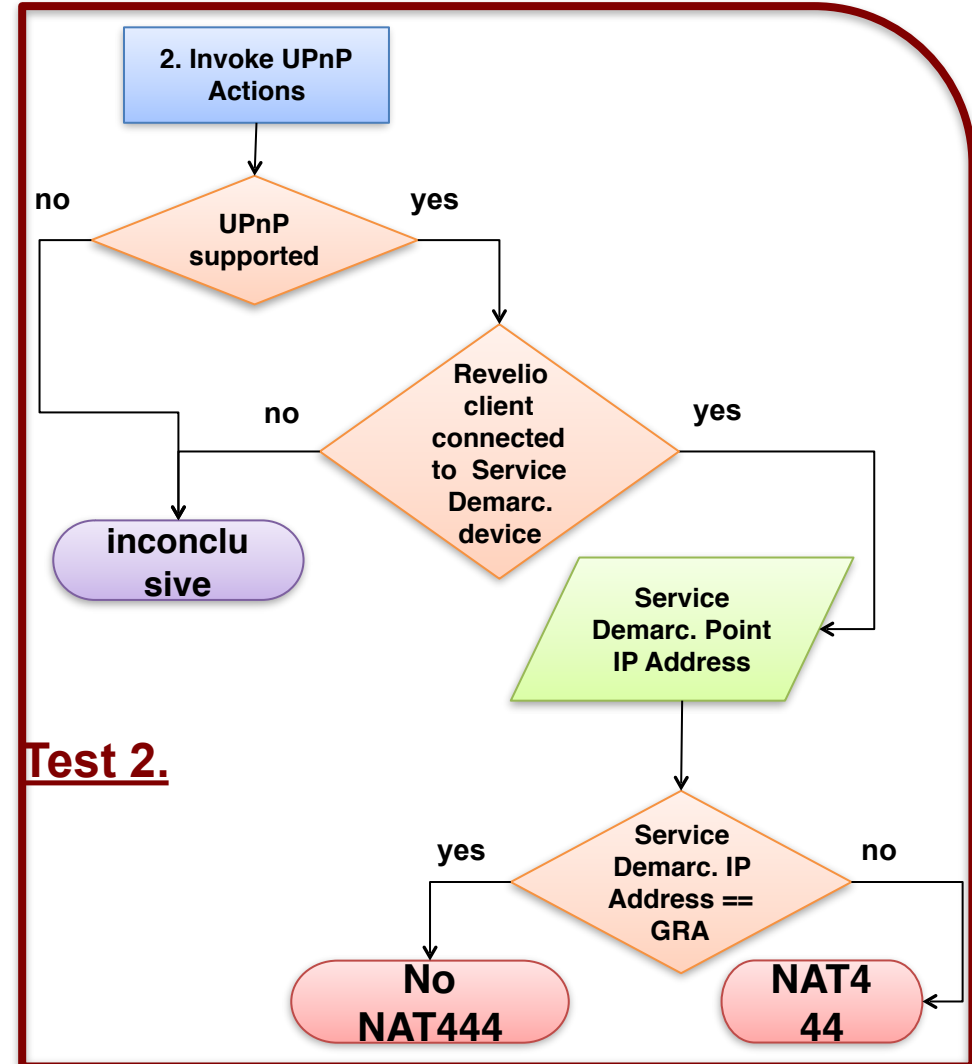 2. Invoke UPnP
Actions
no
yes
UPnP
supported
Revelio
client
connected
to Service
Demarc.
device
no
yes
inconclu
sive
Service
Demarc. Point
IP Address
Test 2.
Service
Demarc. IP
Address ==
GRA
yes
no
No
NAT444
NAT4
44